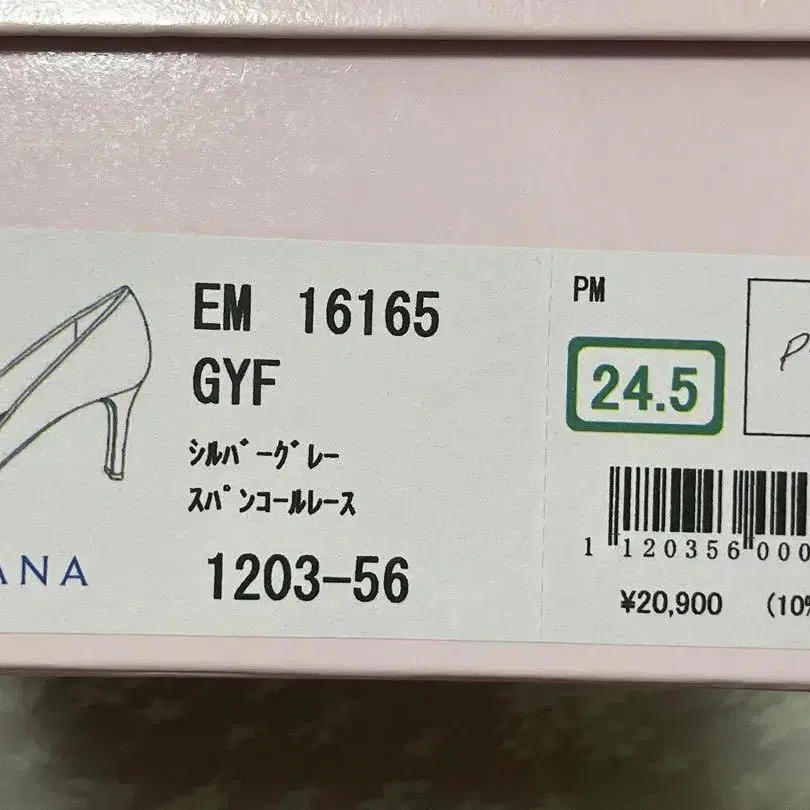 EM 16165
GYF
ｼﾙﾊﾞｰｸﾞﾚｰ
ｽﾊﾟﾝｺｰﾙﾚｰｽ
1203-56
ANA
PM
24.5
P
1 120356 000
¥20,900 (10%